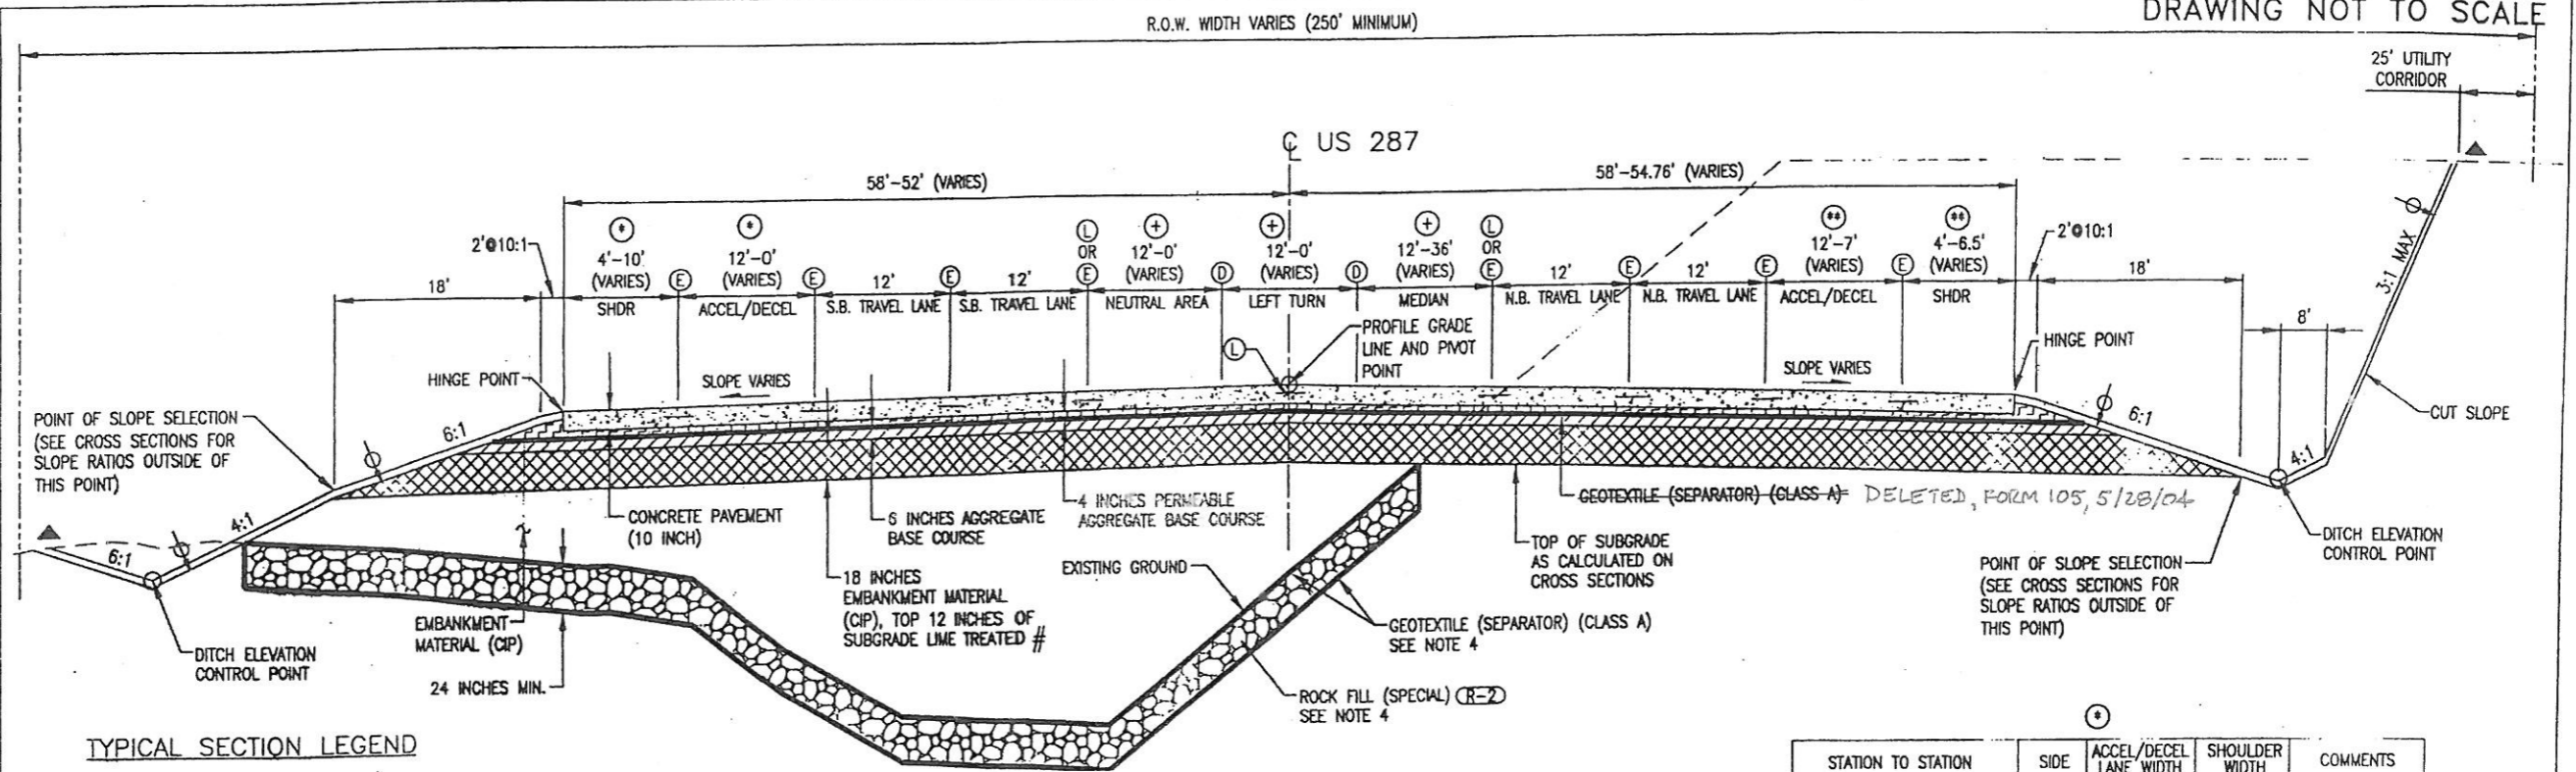 DRAWING NOT TO SCALE
R.O.W. WIDTH VARIES (250' MINIMUM)
25' UTILITY
CORRIDOR
℄ US 287
58'-52' (VARIES)
58'-54.76' (VARIES)
2'@10:1
*
4'-10'
(VARIES)
SHDR
E
*
12'-0'
(VARIES)
ACCEL/DECEL
E
12'
S.B. TRAVEL LANE
E
12'
S.B. TRAVEL LANE
L
OR
E
+
12'-0'
(VARIES)
NEUTRAL AREA
D
+
12'-0'
(VARIES)
LEFT TURN
D
+
12'-36'
(VARIES)
MEDIAN
L
OR
E
12'
N.B. TRAVEL LANE
E
12'
N.B. TRAVEL LANE
E
**
12'-7'
(VARIES)
ACCEL/DECEL
E
**
4'-6.5'
(VARIES)
SHDR
2'@10:1
18'
18'
8'
3:1 MAX
HINGE POINT
SLOPE VARIES
L
PROFILE GRADE
LINE AND PIVOT
POINT
SLOPE VARIES
HINGE POINT
CUT SLOPE
POINT OF SLOPE SELECTION
(SEE CROSS SECTIONS FOR
SLOPE RATIOS OUTSIDE OF
THIS POINT)
6:1
4:1
6:1
6:1
4:1
CONCRETE PAVEMENT
(10 INCH)
6 INCHES AGGREGATE
BASE COURSE
4 INCHES PERMEABLE
AGGREGATE BASE COURSE
GEOTEXTILE (SEPARATOR) (CLASS A) DELETED, FORM 105, 5/28/04
TOP OF SUBGRADE
AS CALCULATED ON
CROSS SECTIONS
DITCH ELEVATION
CONTROL POINT
POINT OF SLOPE SELECTION
(SEE CROSS SECTIONS FOR
SLOPE RATIOS OUTSIDE OF
THIS POINT)
EXISTING GROUND
18 INCHES
EMBANKMENT MATERIAL
(CIP), TOP 12 INCHES OF
SUBGRADE LIME TREATED #
EMBANKMENT
MATERIAL (CIP)
24 INCHES MIN.
DITCH ELEVATION
CONTROL POINT
GEOTEXTILE (SEPARATOR) (CLASS A)
SEE NOTE 4
ROCK FILL (SPECIAL) R-2
SEE NOTE 4
TYPICAL SECTION LEGEND
*
STATION TO STATION
SIDE
ACCEL/DECEL
LANE WIDTH
SHOULDER
WIDTH
COMMENTS